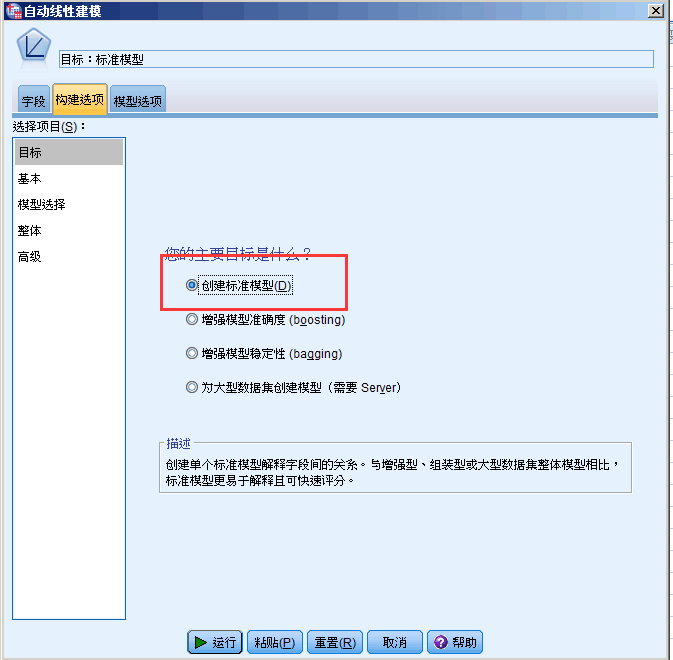 自动线性建模
目标：标准模型
字段 构建选项 模型选项
选择项目(S)：
目标
基本
模型选择
整体
高级
您的主要目标是什么？
创建标准模型(D)
增强模型准确度 (boosting)
增强模型稳定性 (bagging)
为大型数据集创建模型（需要 Server）
描述
创建单个标准模型解释字段间的关系。与增强型、组装型或大型数据集整体模型相比，
标准模型更易于解释且可快速评分。
运行 粘贴(P) 重置(R) 取消 帮助